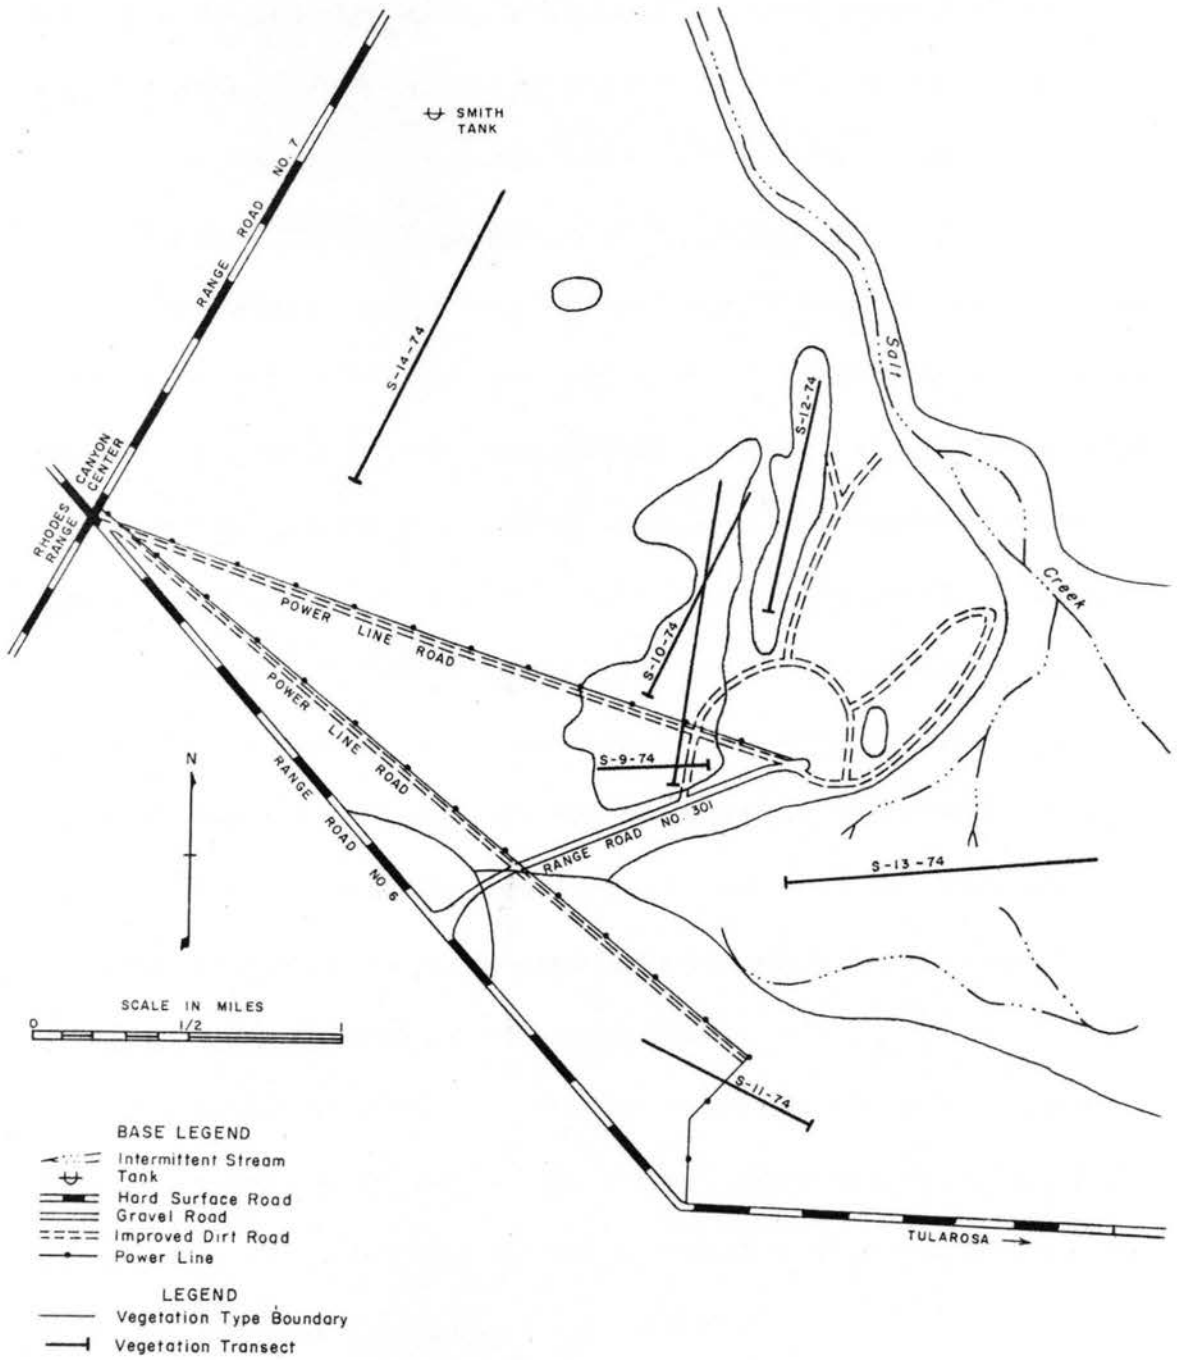 SMITH
TANK
RANGE ROAD NO. 7
S-14-74
Salt
S-12-74
CANYON
CENTER
RHODES
RANGE
Creek
POWER LINE ROAD
S-10-74
POWER LINE ROAD
S-9-74
N
RANGE ROAD NO. 6
RANGE ROAD NO. 301
S-13-74
SCALE IN MILES
0 1/2 1
S-11-74
TULAROSA
BASE LEGEND
Intermittent Stream
Tank
Hard Surface Road
Gravel Road
Improved Dirt Road
Power Line
LEGEND
Vegetation Type Boundary
Vegetation Transect